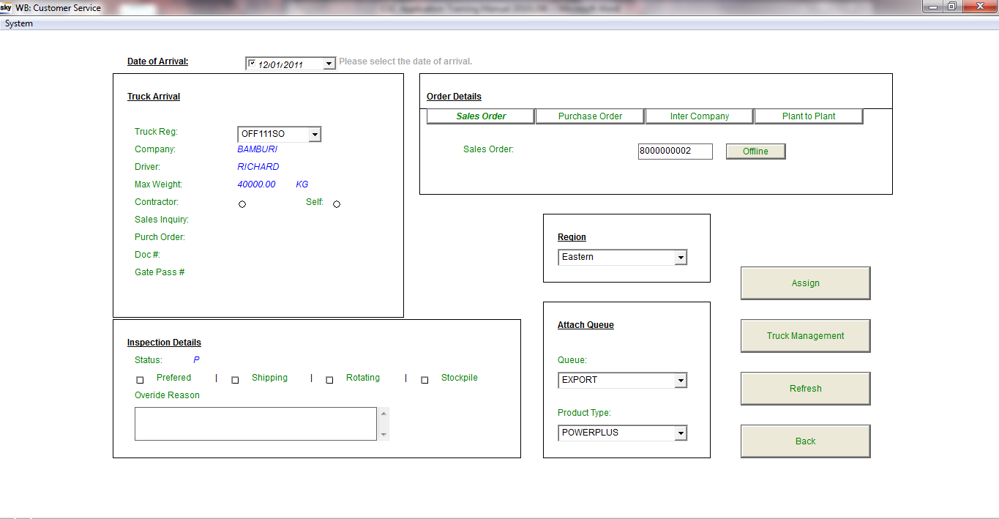 sky WB: Customer Service
System
Date of Arrival: 12/01/2011 Please select the date of arrival.
Truck Arrival
Truck Reg: OFF111SO
Company: BAMBURI
Driver: RICHARD
Max Weight: 40000.00 KG
Contractor: Self:
Sales Inquiry:
Purch Order:
Doc #:
Gate Pass #
Order Details
Sales Order Purchase Order Inter Company Plant to Plant
Sales Order: 8000000002 Offline
Region
Eastern
Inspection Details
Status: P
Prefered | Shipping | Rotating | Stockpile
Overide Reason
Attach Queue
Queue:
EXPORT
Product Type:
POWERPLUS
Assign
Truck Management
Refresh
Back